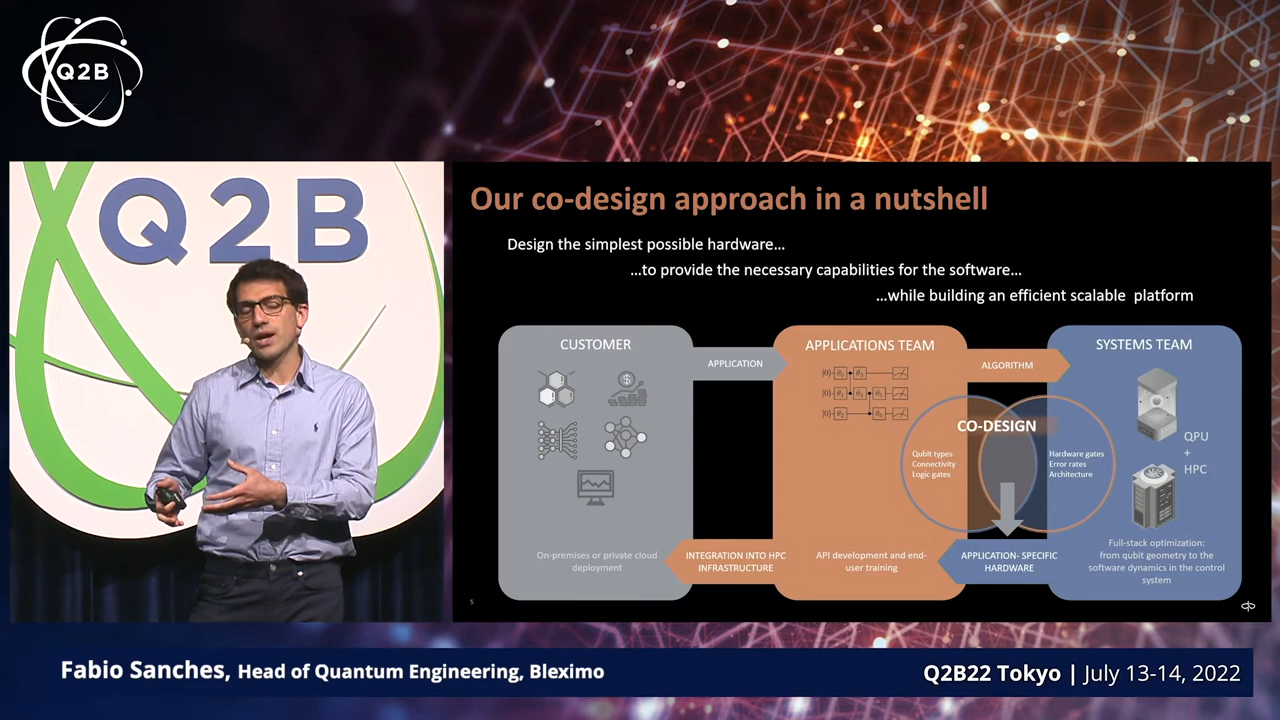 Q2B
Q2B
Our co-design approach in a nutshell
Design the simplest possible hardware...
...to provide the necessary capabilities for the software...
...while building an efficient scalable platform
CUSTOMER
APPLICATION
APPLICATIONS TEAM
ALGORITHM
SYSTEMS TEAM
CO-DESIGN
Qubit types
Connectivity
Logic gates
Hardware gates
Error rates
Architecture
QPU
+
HPC
On-premises or private cloud
deployment
INTEGRATION INTO HPC
INFRASTRUCTURE
API development and end-
user training
APPLICATION- SPECIFIC
HARDWARE
Full-stack optimization:
from qubit geometry to the
software dynamics in the control
system
5
Fabio Sanches, Head of Quantum Engineering, Bleximo
Q2B22 Tokyo | July 13-14, 2022